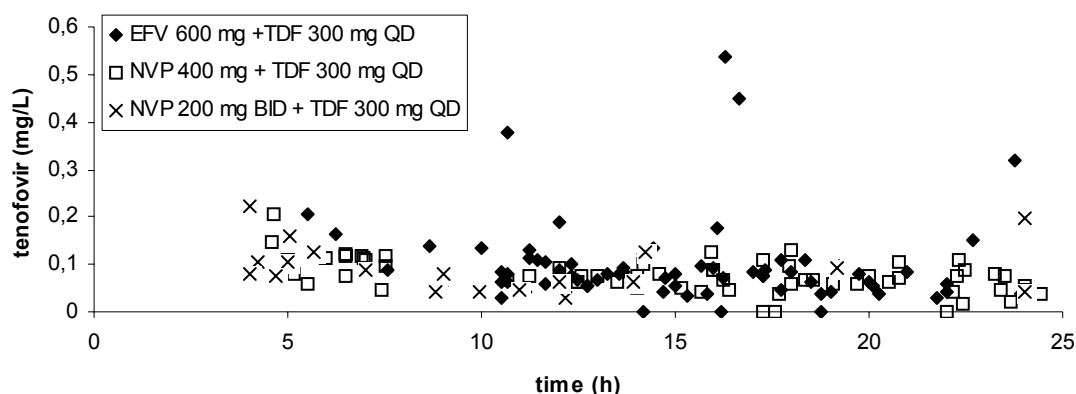 0,6
0,5
0,4
0,3
0,2
0,1
0
tenofovir (mg/L)
EFV 600 mg +TDF 300 mg QD
NVP 400 mg + TDF 300 mg QD
NVP 200 mg BID + TDF 300 mg QD
0 5 10 15 20 25
time (h)